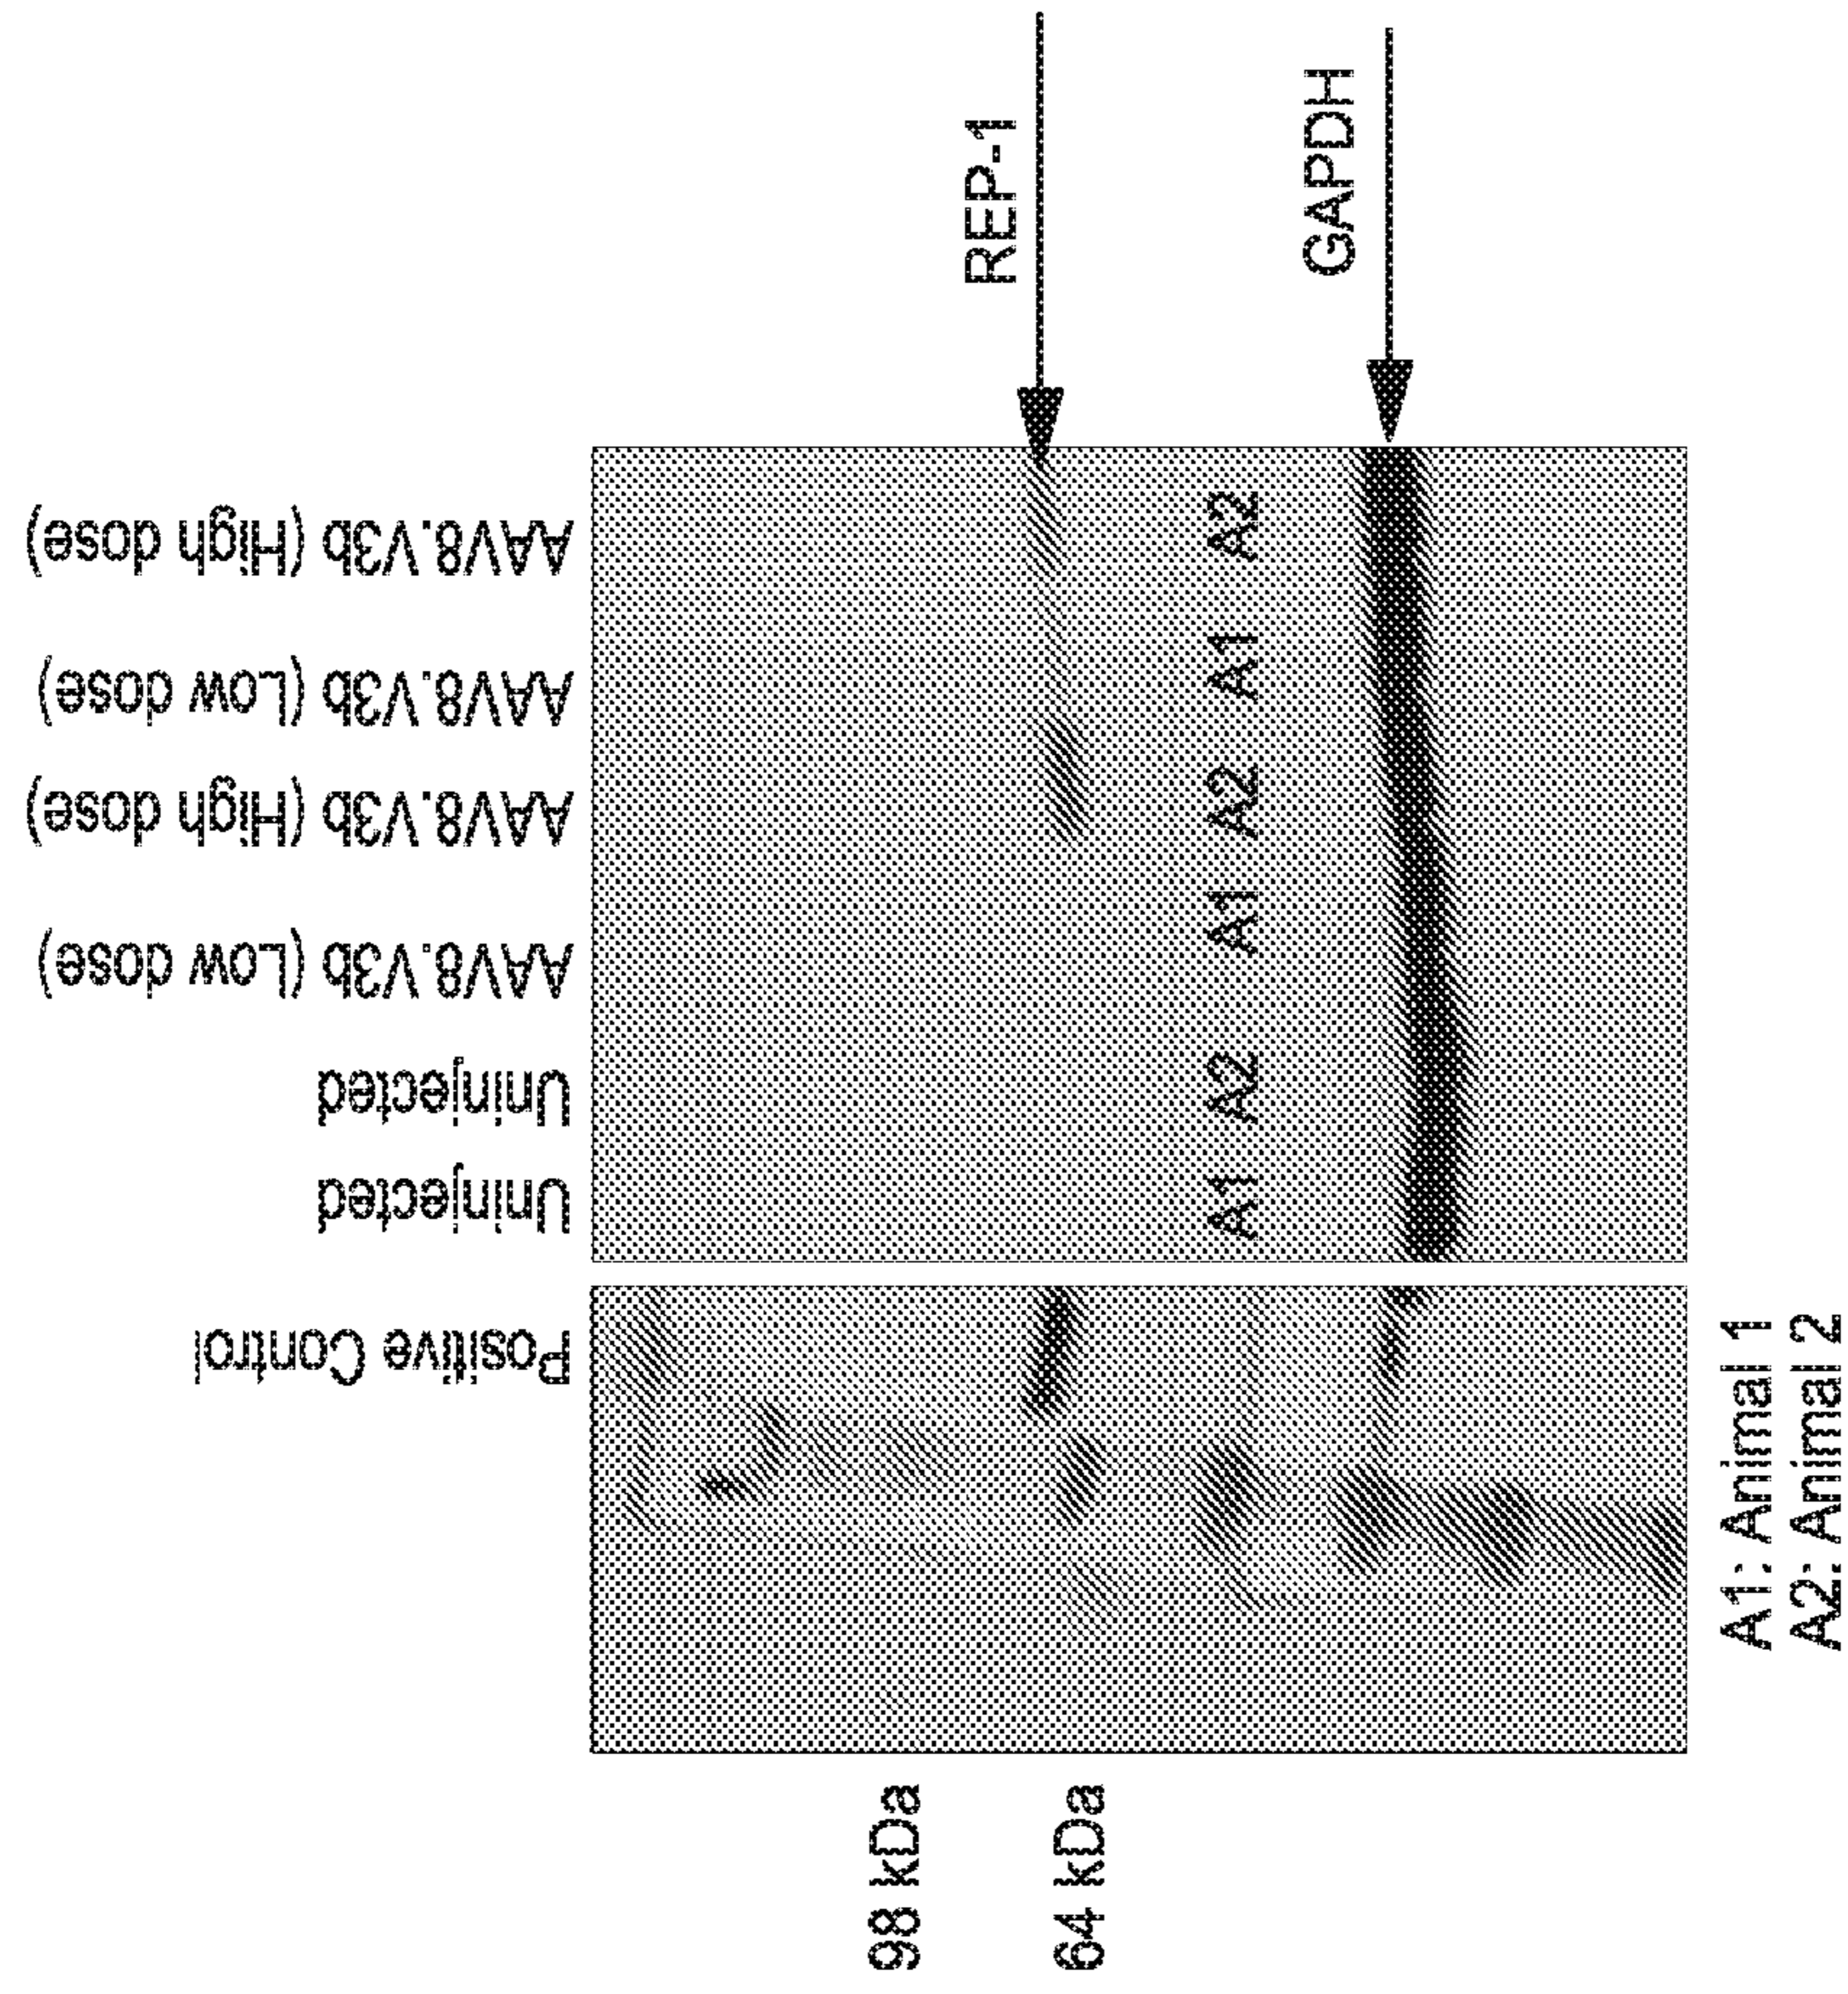 Positive Control
Uninjected
Uninjected
AAV8.V3b (Low dose)
AAV8.V3b (High dose)
AAV8.V3b (Low dose)
AAV8.V3b (High dose)
98 kDa
64 kDa
REP-1
A1 A2 A1 A2 A1 A2
GAPDH
A1: Animal 1
A2: Animal 2